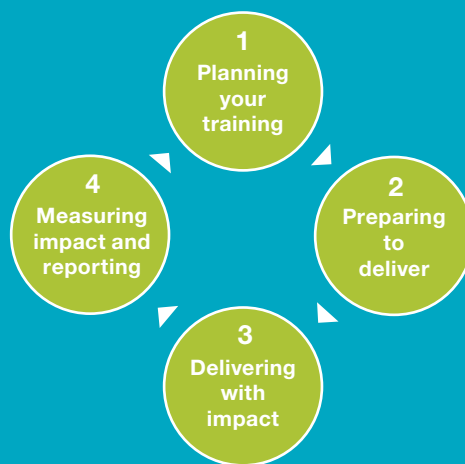 1
Planning
your
training
2
Preparing
to
deliver
3
Delivering
with
impact
4
Measuring
impact and
reporting